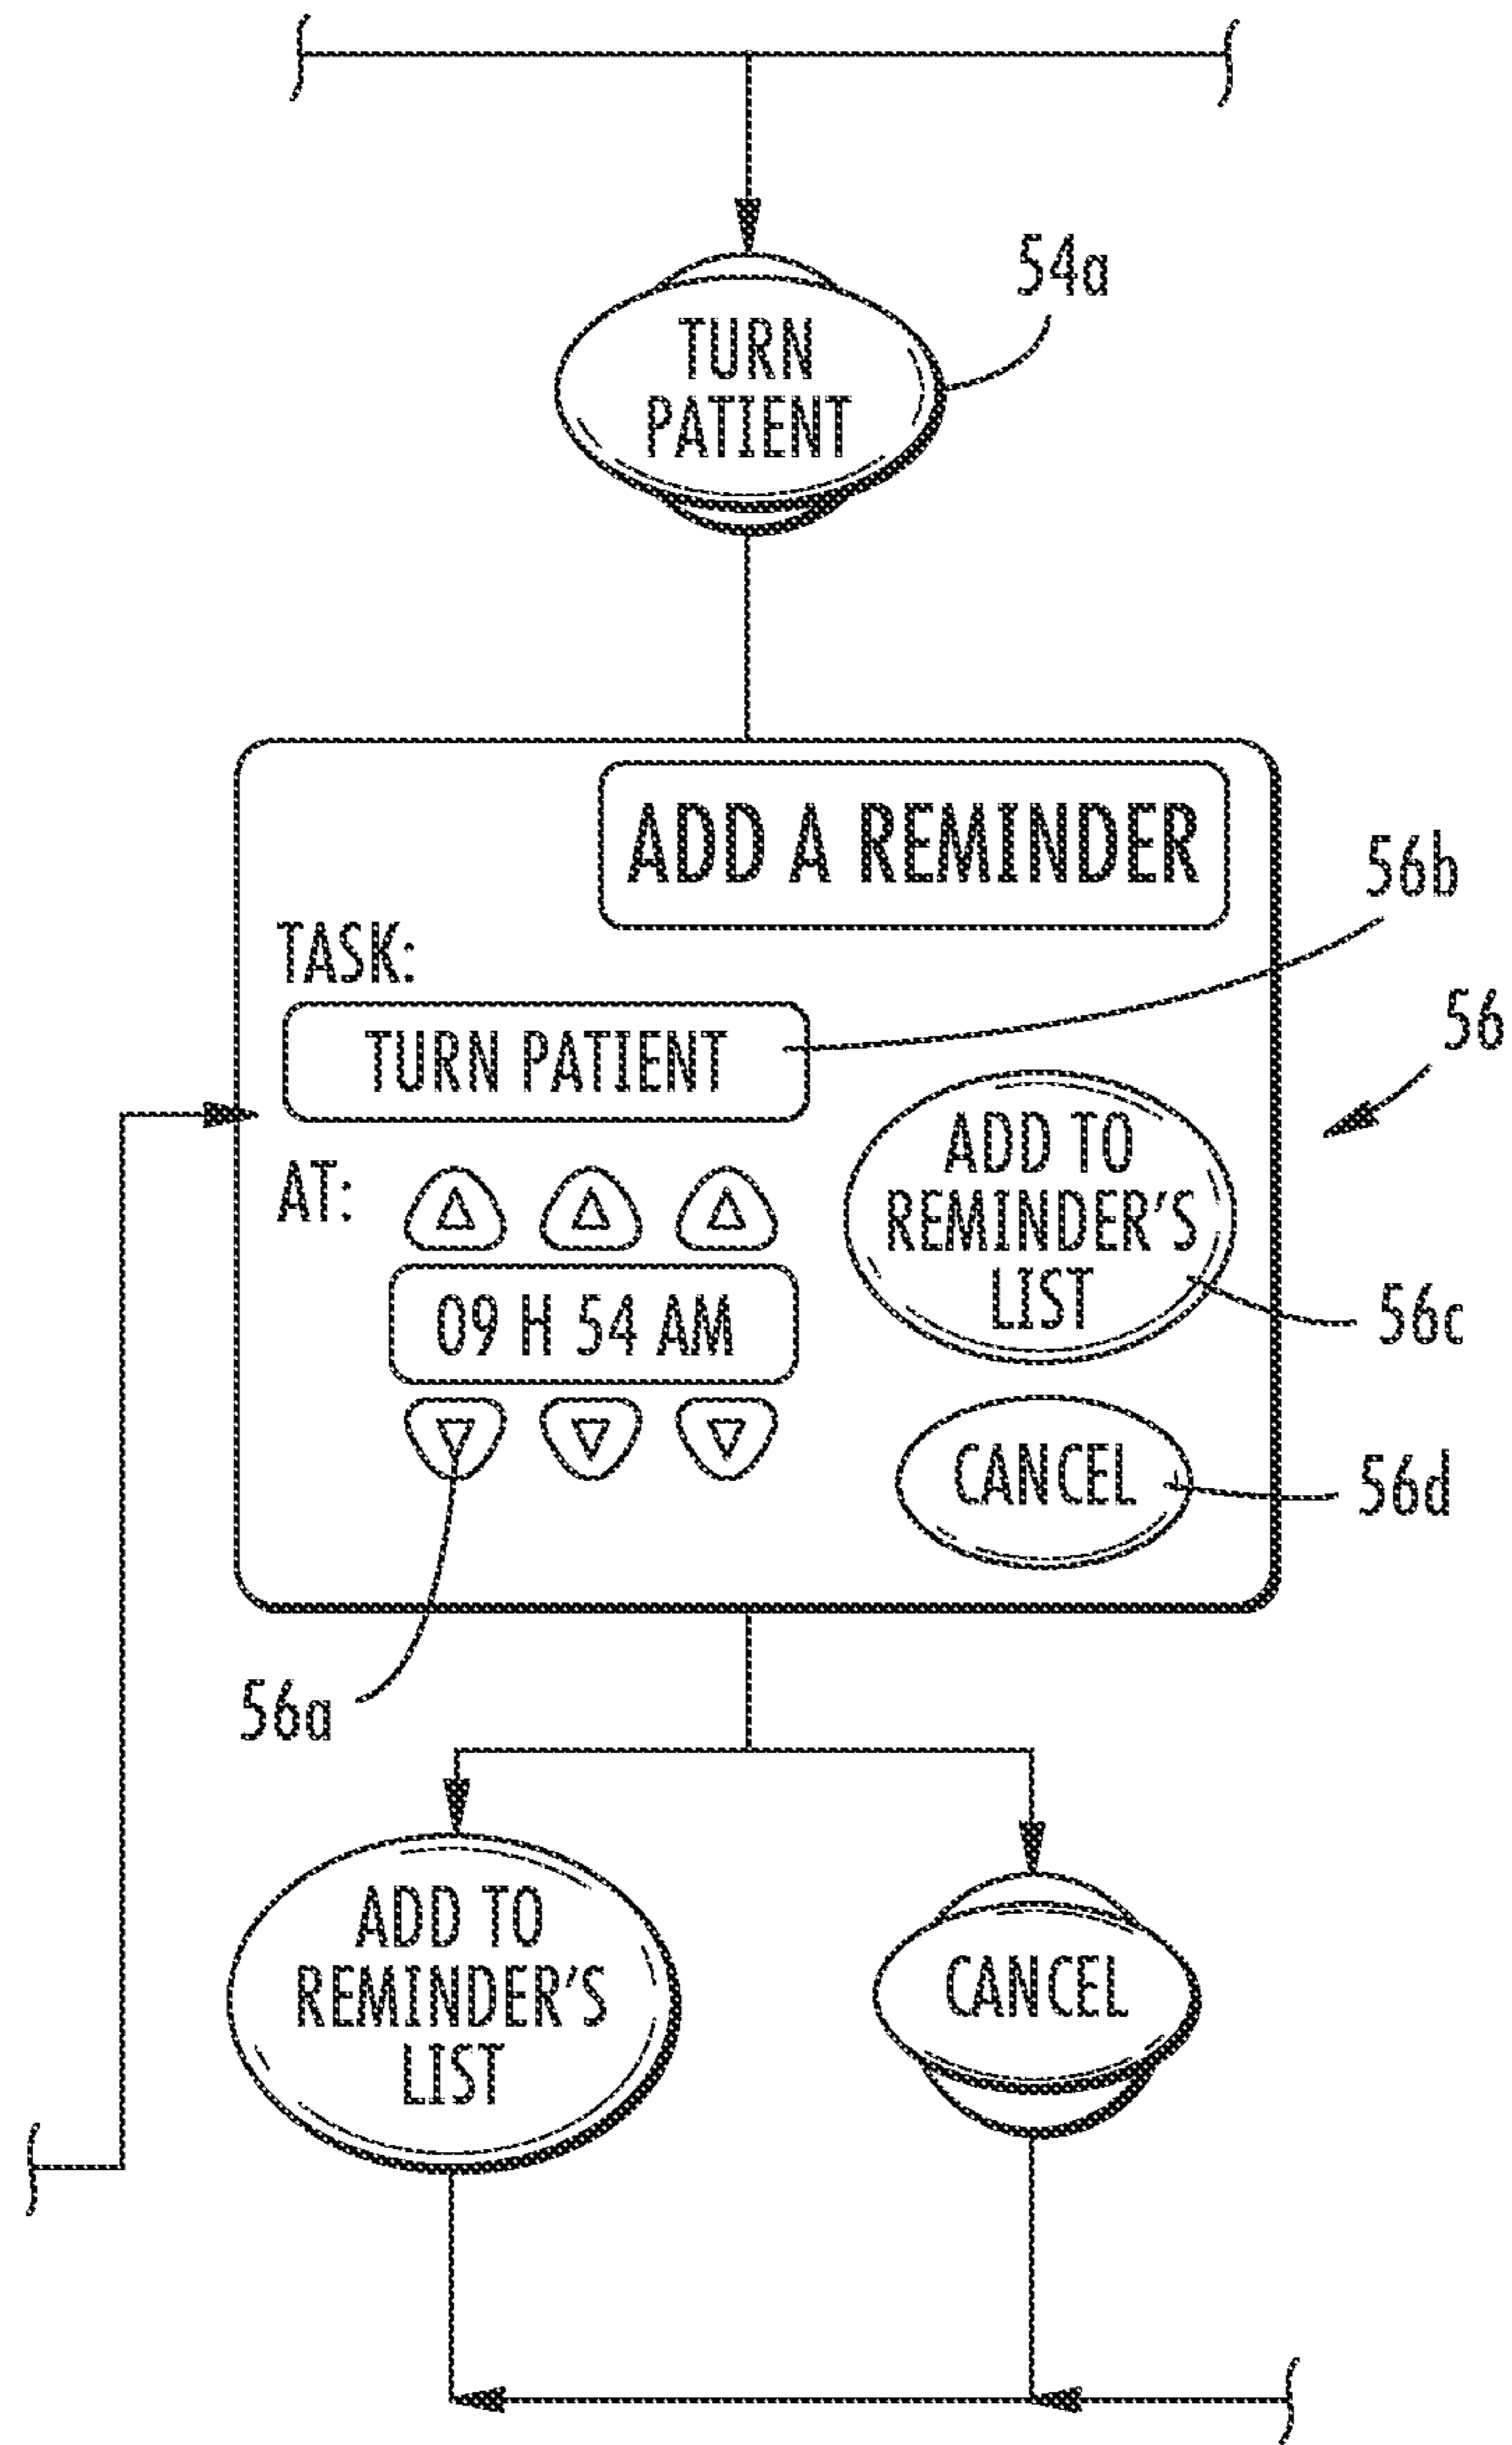 54a
TURN
PATIENT
ADD A REMINDER
56b
TASK:
56
TURN PATIENT
ADD TO
REMINDER'S
LIST
AT:
09 H 54 AM
56c
CANCEL
56d
56a
ADD TO
REMINDER'S
LIST
CANCEL